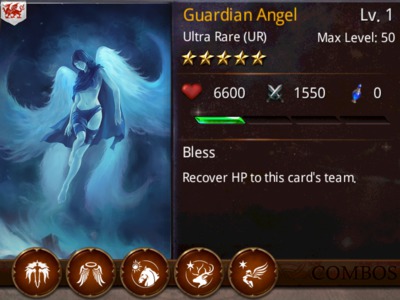 Guardian Angel Lv. 1
Ultra Rare (UR) Max Level: 50
6600 1550 0
Bless
Recover HP to this card's team.
COMBOS